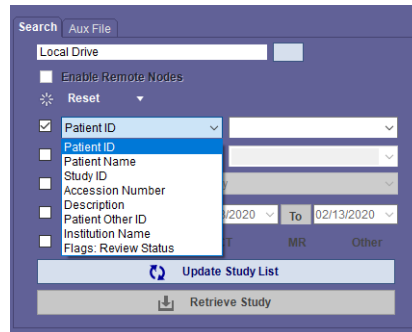 Search Aux File
Local Drive
Enable Remote Nodes
Reset
Patient ID
Patient ID
Patient Name
Study ID
Accession Number
Description
Patient Other ID
Institution Name
Flags: Review Status
/2020 To 02/13/2020
MR Other
Update Study List
Retrieve Study